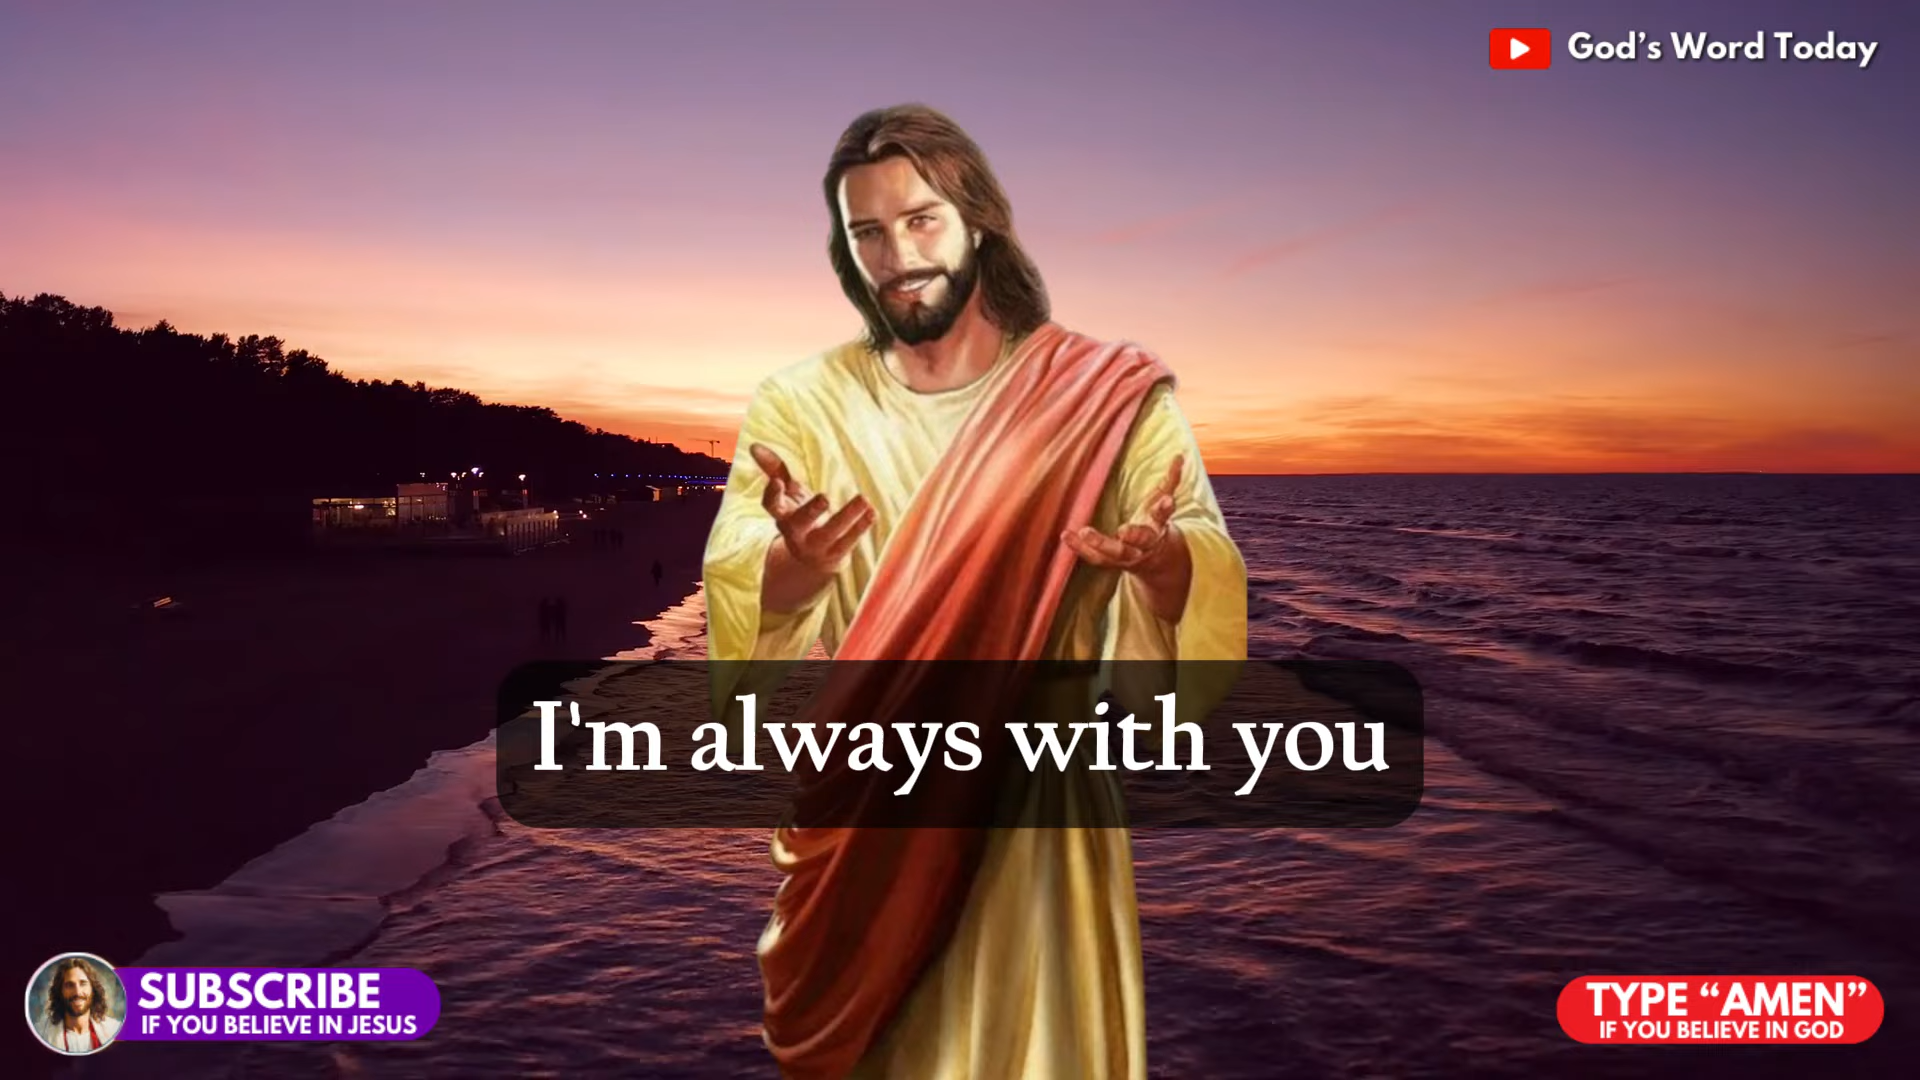 God’s Word Today
I'm always with you
SUBSCRIBE
IF YOU BELIEVE IN JESUS
TYPE “AMEN”
IF YOU BELIEVE IN GOD